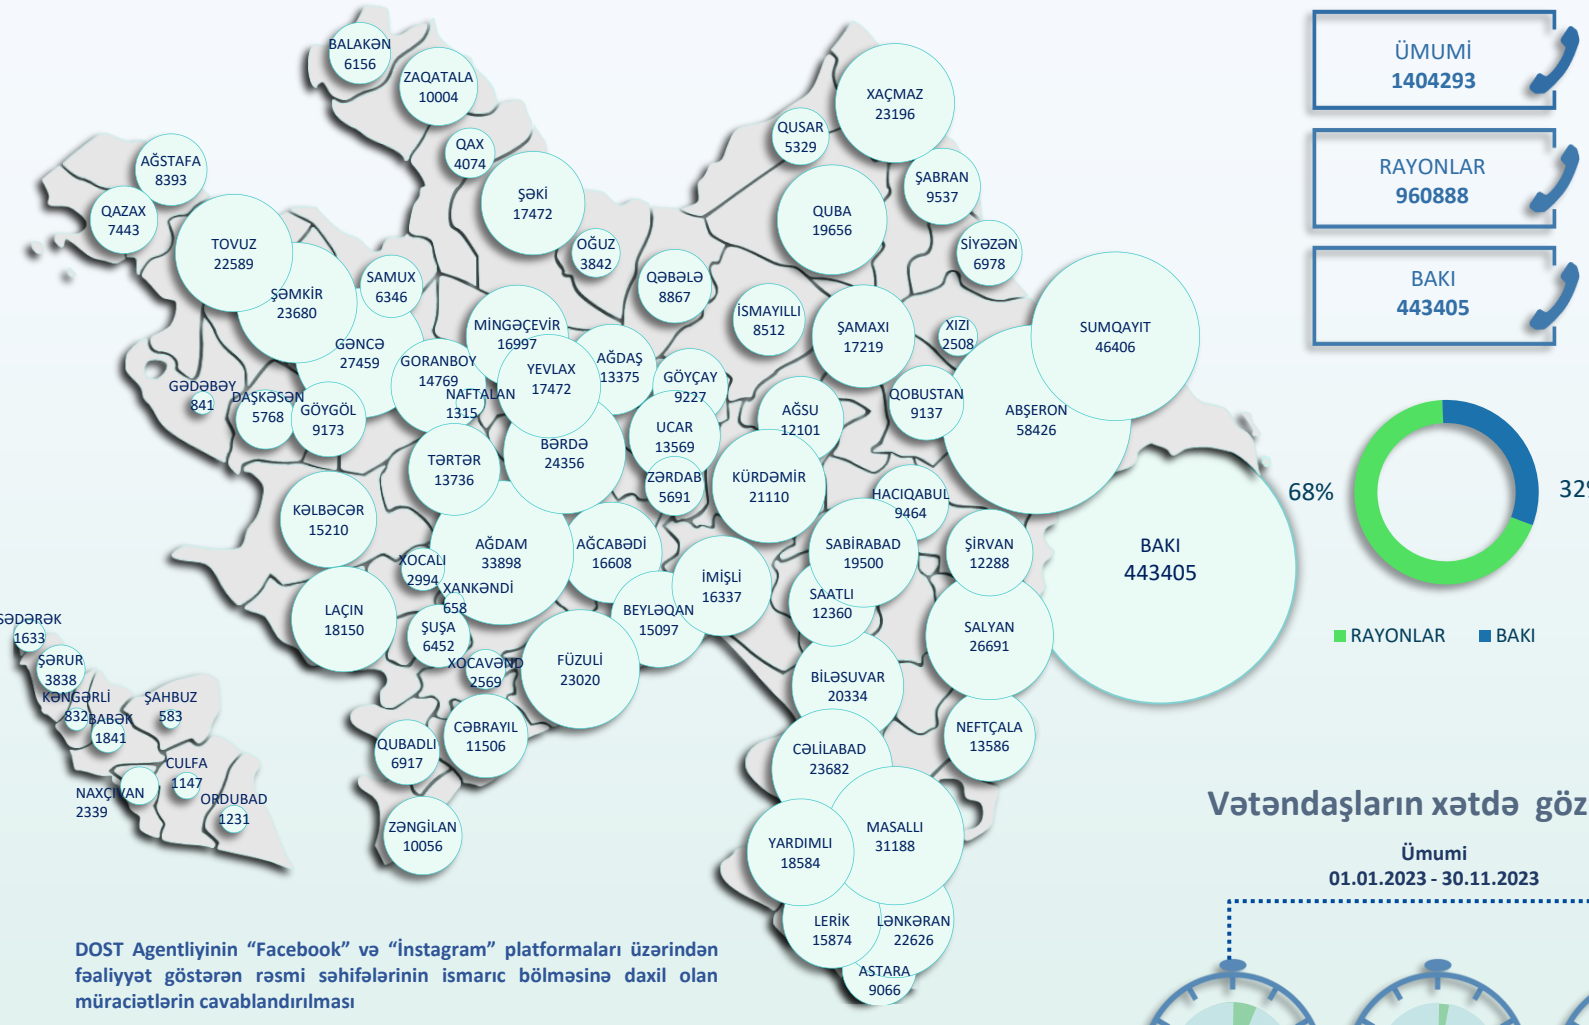 BALAKƏN
6156
ZAQATALA
10004
QAX
4074
ŞƏKİ
17472
OĞUZ
3842
QƏBƏLƏ
8867
AĞSTAFA
8393
QAZAX
7443
TOVUZ
22589
ŞƏMKİR
23680
SAMUX
6346
GƏNCƏ
27459
GORANBOY
14769
NAFTALAN
1315
MİNGƏÇEVİR
16997
YEVLAX
17472
AĞDAŞ
13375
GÖYÇAY
9227
GƏDƏBƏY
841
DAŞKƏSƏN
5768
GÖYGÖL
9173
UCAR
13569
BƏRDƏ
24356
ZƏRDAB
5691
TƏRTƏR
13736
KƏLBƏCƏR
15210
XAÇMAZ
23196
QUSAR
5329
ŞABRAN
9537
QUBA
19656
SİYƏZƏN
6978
İSMAYILLI
8512
ŞAMAXI
17219
XIZI
2508
SUMQAYIT
46406
QOBUSTAN
9137
ABŞERON
58426
AĞSU
12101
KÜRDƏMİR
21110
HACIQABUL
9464
SABİRABAD
19500
ŞİRVAN
12288
BAKI
443405
AĞDAM
33898
AĞCABƏDİ
16608
XOCALI
2994
XANKƏNDİ
658
İMİŞLİ
16337
BEYLƏQAN
15097
SAATLI
12360
SALYAN
26691
LAÇIN
18150
ŞUŞA
6452
XOCAVƏND
2569
FÜZULİ
23020
BİLƏSUVAR
20334
NEFTÇALA
13586
CƏLİLABAD
23682
CƏBRAYIL
11506
QUBADLI
6917
ZƏNGİLAN
10056
MASALLI
31188
YARDIMLI
18584
LERİK
15874
LƏNKƏRAN
22626
ASTARA
9066
SƏDƏRƏK
1633
ŞƏRUR
3838
KƏNGƏRLİ
832
BABƏK
1841
ŞAHBUZ
583
CULFA
1147
NAXÇIVAN
2339
ORDUBAD
1231
ÜMUMİ
1404293
RAYONLAR
960888
BAKI
443405
68%
32%
RAYONLAR
BAKI
Vətəndaşların xətdə göz
Ümumi
01.01.2023 - 30.11.2023
DOST Agentliyinin “Facebook” və “İnstagram” platformaları üzərindən
fəaliyyət göstərən rəsmi səhifələrinin ismarıc bölməsinə daxil olan
müraciətlərin cavablandırılması